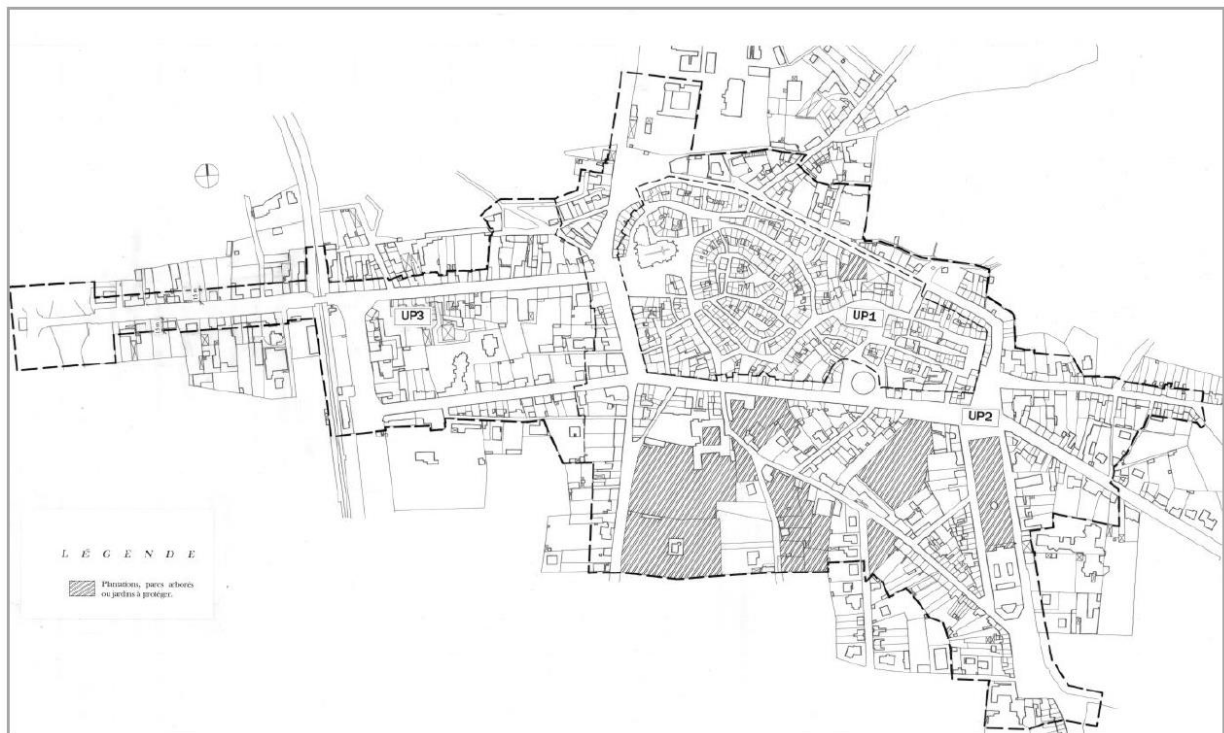 UP3
UP1
UP2
LÉGENDE
Plantations, parcs arborés
ou jardins à protéger.